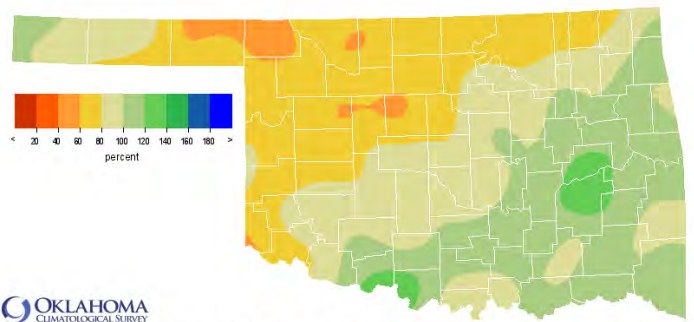 < 20 40 60 80 100 120 140 160 180 >
percent
OKLAHOMA
CLIMATOLOGICAL SURVEY